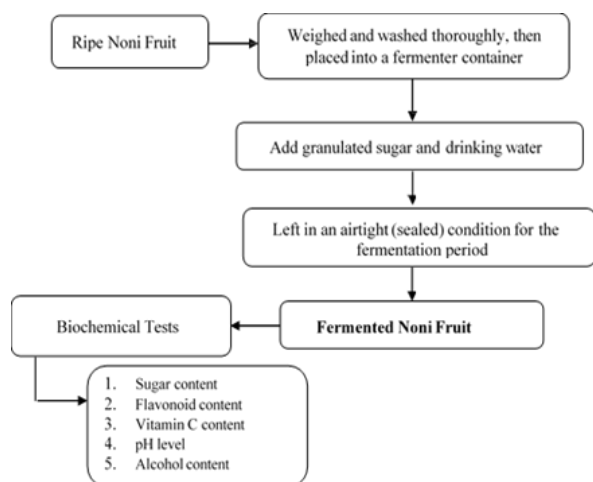 Ripe Noni Fruit
Weighed and washed thoroughly, then
placed into a fermenter container
Add granulated sugar and drinking water
Left in an airtight (sealed) condition for the
fermentation period
Fermented Noni Fruit
Biochemical Tests
1. Sugar content
2. Flavonoid content
3. Vitamin C content
4. pH level
5. Alcohol content